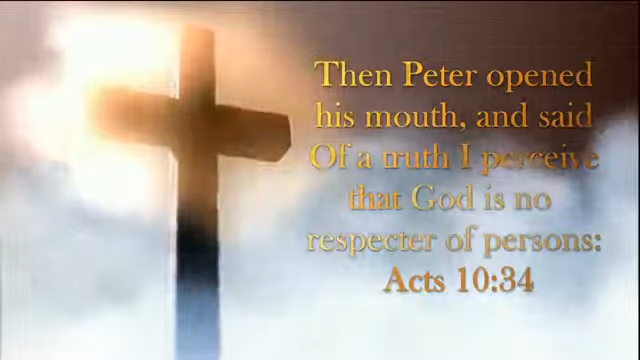 Then Peter opened
his mouth, and said
Of a truth I perceive
that God is no
respecter of persons:
Acts 10:34